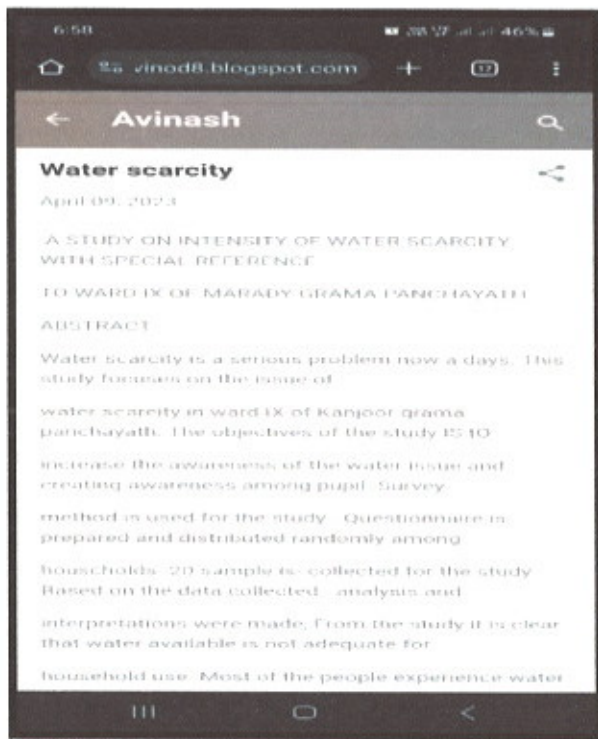 6:58
46%
vinod8.blogspot.com
12
Avinash
Water scarcity
April 09, 2023
A STUDY ON INTENSITY OF WATER SCARCITY
WITH SPECIAL REFERENCE
TO WARD IX OF MARADY GRAMA PANCHAYATH
ABSTRACT
Water scarcity is a serious problem now a days. This
study focuses on the issue of
water scarcity in ward IX of Kanjoor grama
panchayath. The objectives of the study IS tO
increase the awareness of the water issue and
creating awareness among pupil. Survey
method is used for the study. Questionnaire is
prepared and distributed randomly among
households. 20 sample is collected for the study
Based on the data collected, analysis and
interpretations were made; From the study it is clear
that water available is not adequate for
household use. Most of the people experience water